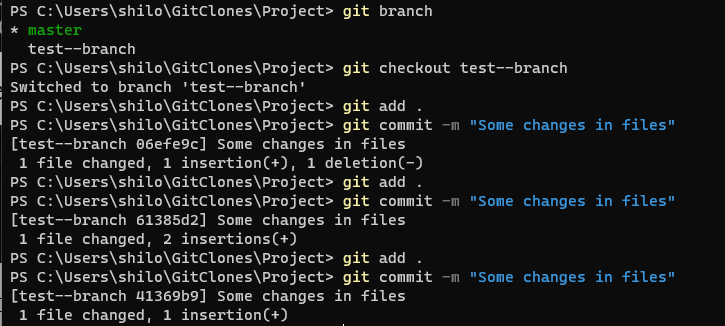 PS C:\Users\shilo\GitClones\Project> git branch
* master
  test--branch
PS C:\Users\shilo\GitClones\Project> git checkout test--branch
Switched to branch 'test--branch'
PS C:\Users\shilo\GitClones\Project> git add .
PS C:\Users\shilo\GitClones\Project> git commit -m "Some changes in files"
[test--branch 06efe9c] Some changes in files
 1 file changed, 1 insertion(+), 1 deletion(-)
PS C:\Users\shilo\GitClones\Project> git add .
PS C:\Users\shilo\GitClones\Project> git commit -m "Some changes in files"
[test--branch 61385d2] Some changes in files
 1 file changed, 2 insertions(+)
PS C:\Users\shilo\GitClones\Project> git add .
PS C:\Users\shilo\GitClones\Project> git commit -m "Some changes in files"
[test--branch 41369b9] Some changes in files
 1 file changed, 1 insertion(+)